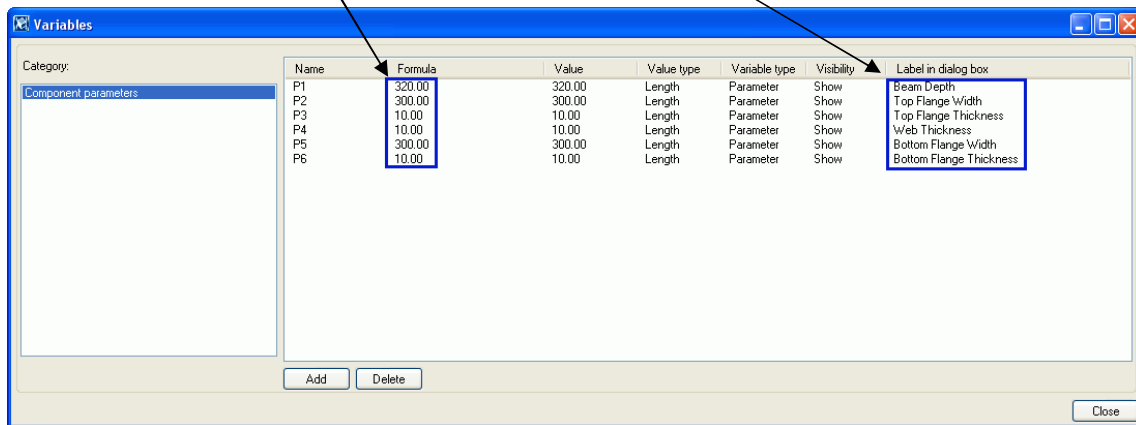 Variables
Category:
Component parameters
Name Formula Value Value type Variable type Visibility Label in dialog box
P1 320.00 320.00 Length Parameter Show Beam Depth
P2 300.00 300.00 Length Parameter Show Top Flange Width
P3 10.00 10.00 Length Parameter Show Top Flange Thickness
P4 10.00 10.00 Length Parameter Show Web Thickness
P5 300.00 300.00 Length Parameter Show Bottom Flange Width
P6 10.00 10.00 Length Parameter Show Bottom Flange Thickness
Add Delete
Close